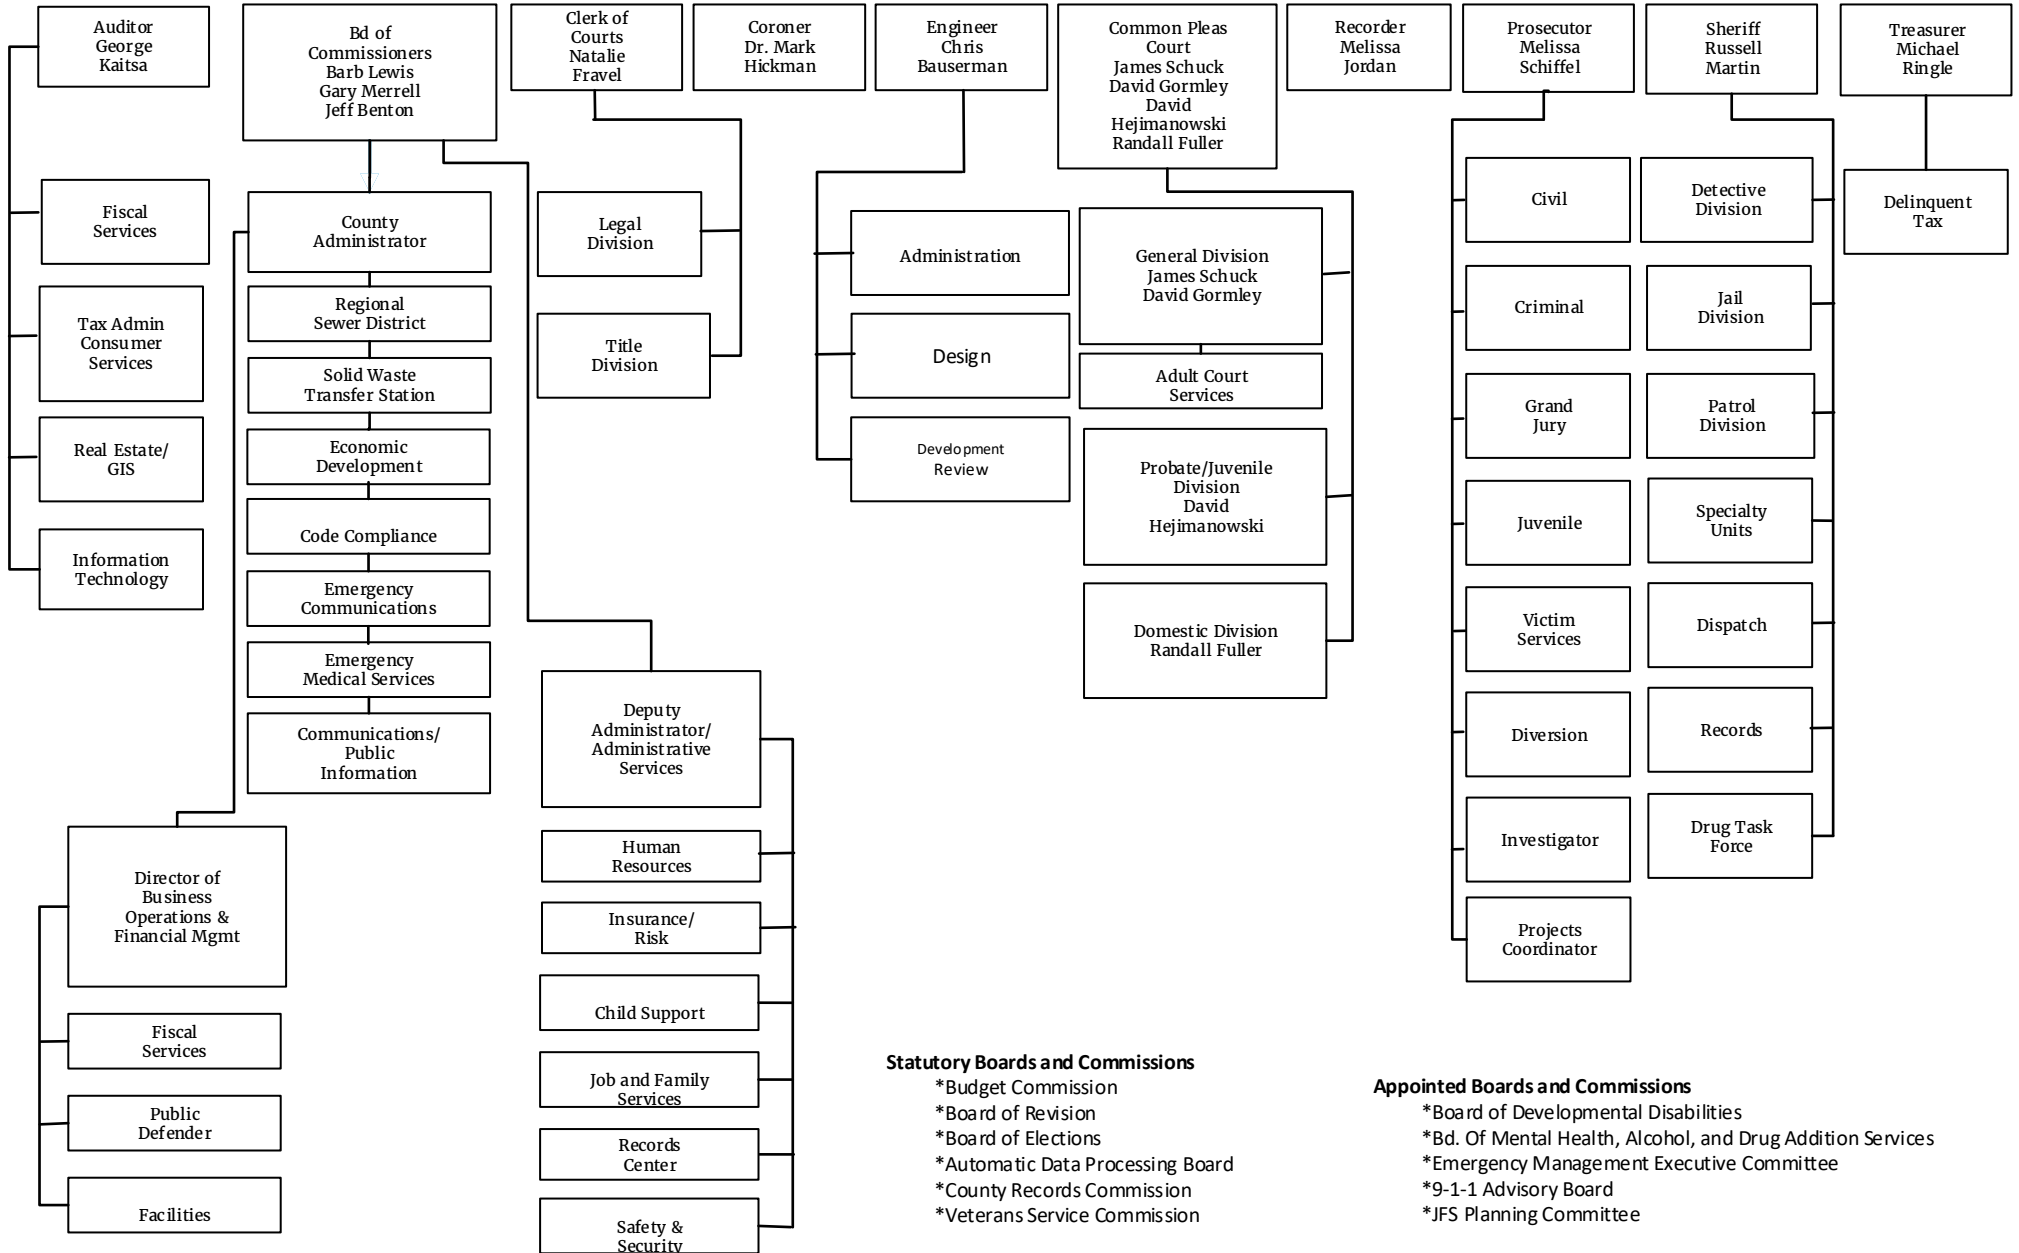 Auditor
George
Kaitsa
Bd of
Commissioners
Barb Lewis
Gary Merrell
Jeff Benton
Clerk of
Courts
Natalie
Fravel
Coroner
Dr. Mark
Hickman
Engineer
Chris
Bauserman
Common Pleas
Court
James Schuck
David Gormley
David
Hejimanowski
Randall Fuller
Recorder
Melissa
Jordan
Prosecutor
Melissa
Schiffel
Sheriff
Russell
Martin
Treasurer
Michael
Ringle
Fiscal
Services
Tax Admin
Consumer
Services
Real Estate/
GIS
Information
Technology
County
Administrator
Regional
Sewer District
Solid Waste
Transfer Station
Economic
Development
Code Compliance
Emergency
Communications
Emergency
Medical Services
Communications/
Public
Information
Director of
Business
Operations &
Financial Mgmt
Fiscal
Services
Public
Defender
Facilities
Deputy
Administrator/
Administrative
Services
Human
Resources
Insurance/
Risk
Child Support
Job and Family
Services
Records
Center
Safety &
Security
Legal
Division
Title
Division
Administration
Design
Development
Review
General Division
James Schuck
David Gormley
Adult Court
Services
Probate/Juvenile
Division
David
Hejimanowski
Domestic Division
Randall Fuller
Civil
Criminal
Grand
Jury
Juvenile
Victim
Services
Diversion
Investigator
Projects
Coordinator
Detective
Division
Jail
Division
Patrol
Division
Specialty
Units
Dispatch
Records
Drug Task
Force
Delinquent
Tax
Statutory Boards and Commissions
*Budget Commission
*Board of Revision
*Board of Elections
*Automatic Data Processing Board
*County Records Commission
*Veterans Service Commission
Appointed Boards and Commissions
*Board of Developmental Disabilities
*Bd. Of Mental Health, Alcohol, and Drug Addition Services
*Emergency Management Executive Committee
*9-1-1 Advisory Board
*JFS Planning Committee